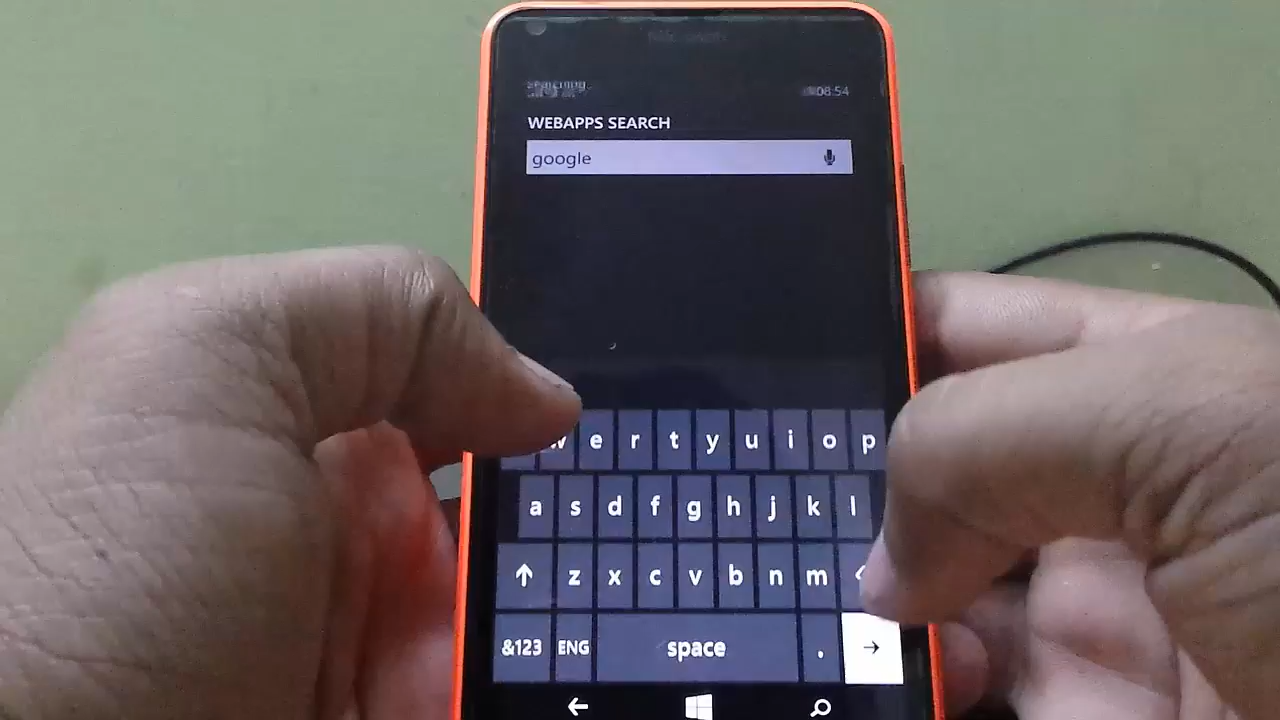 08:54
WEBAPPS SEARCH
google
w e r t y u i o p
a s d f g h j k l
z x c v b n m
&123 ENG space .